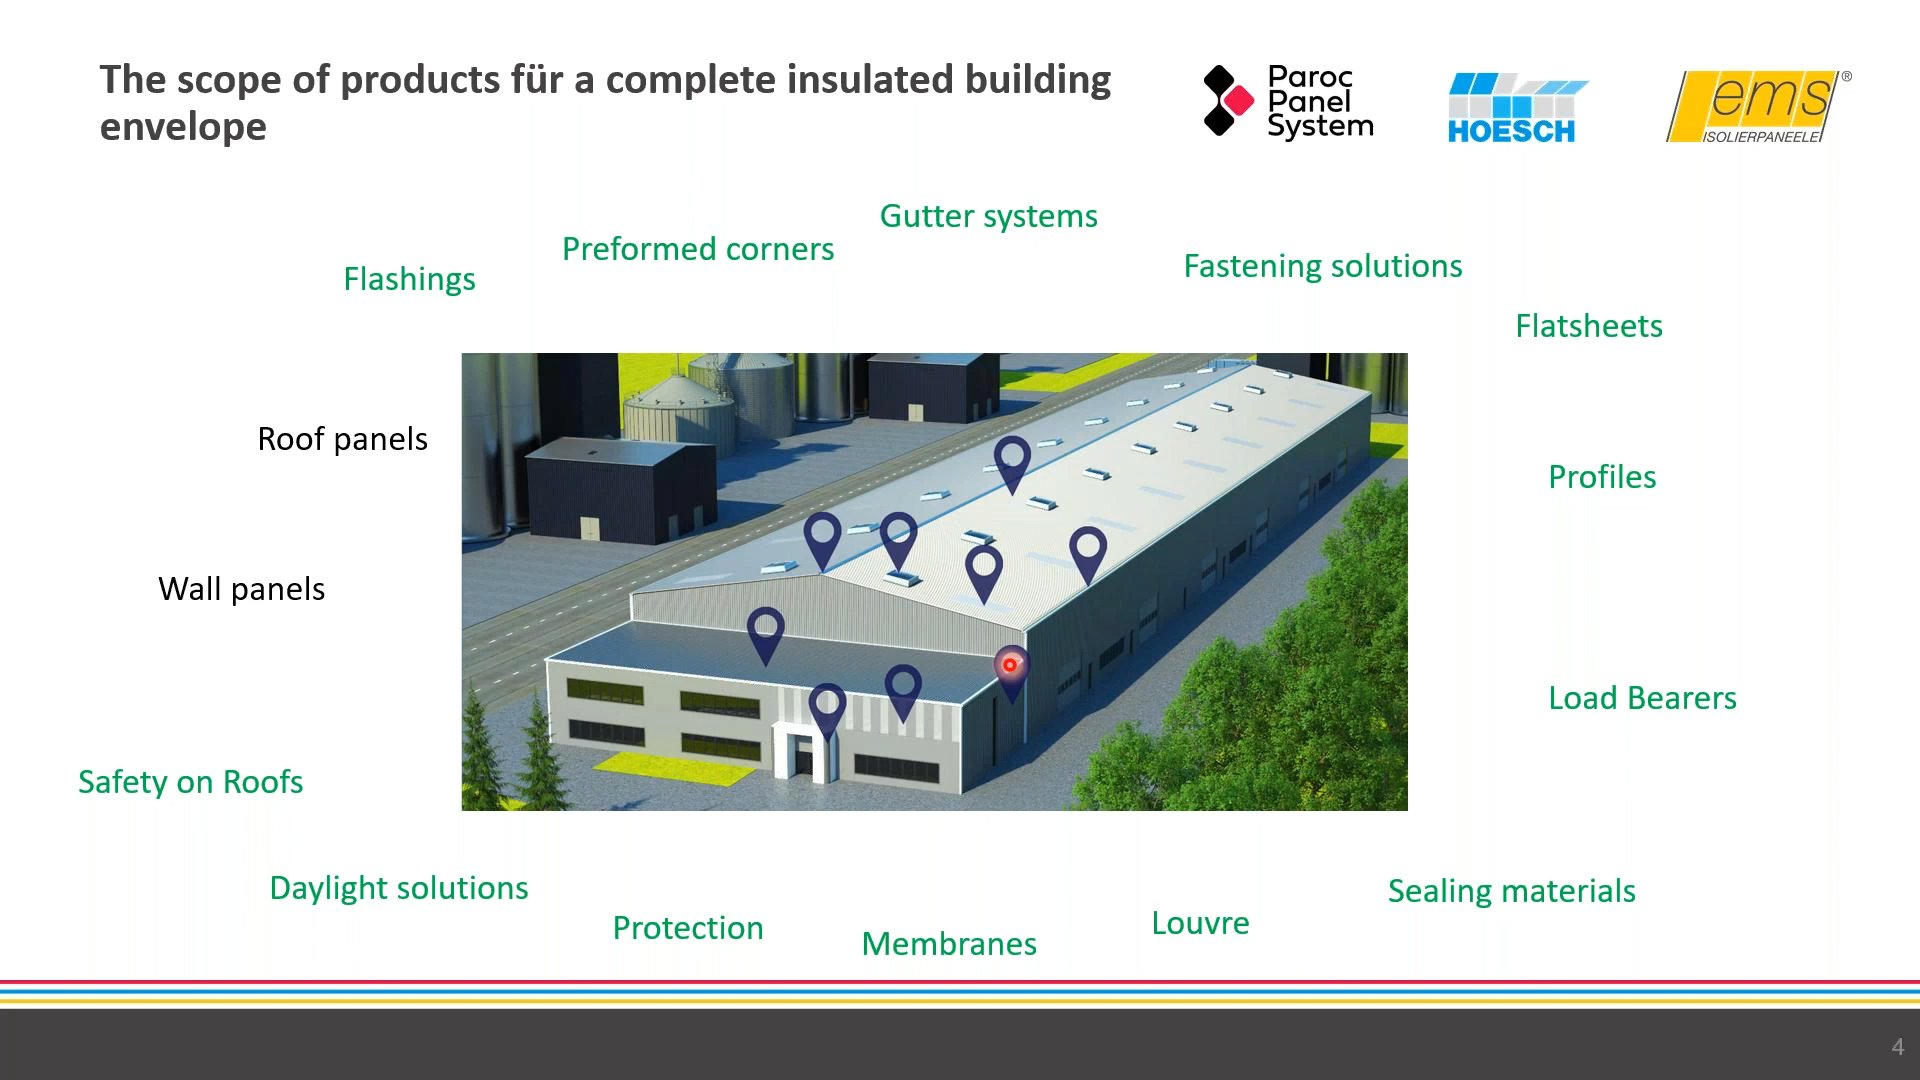 The scope of products für a complete insulated building
envelope
Paroc
Panel
System
HOESCH
ems ®
ISOLIERPANEELE
Gutter systems
Preformed corners
Fastening solutions
Flashings
Flatsheets
Roof panels
Profiles
Wall panels
Load Bearers
Safety on Roofs
Daylight solutions
Sealing materials
Protection
Louvre
Membranes
4